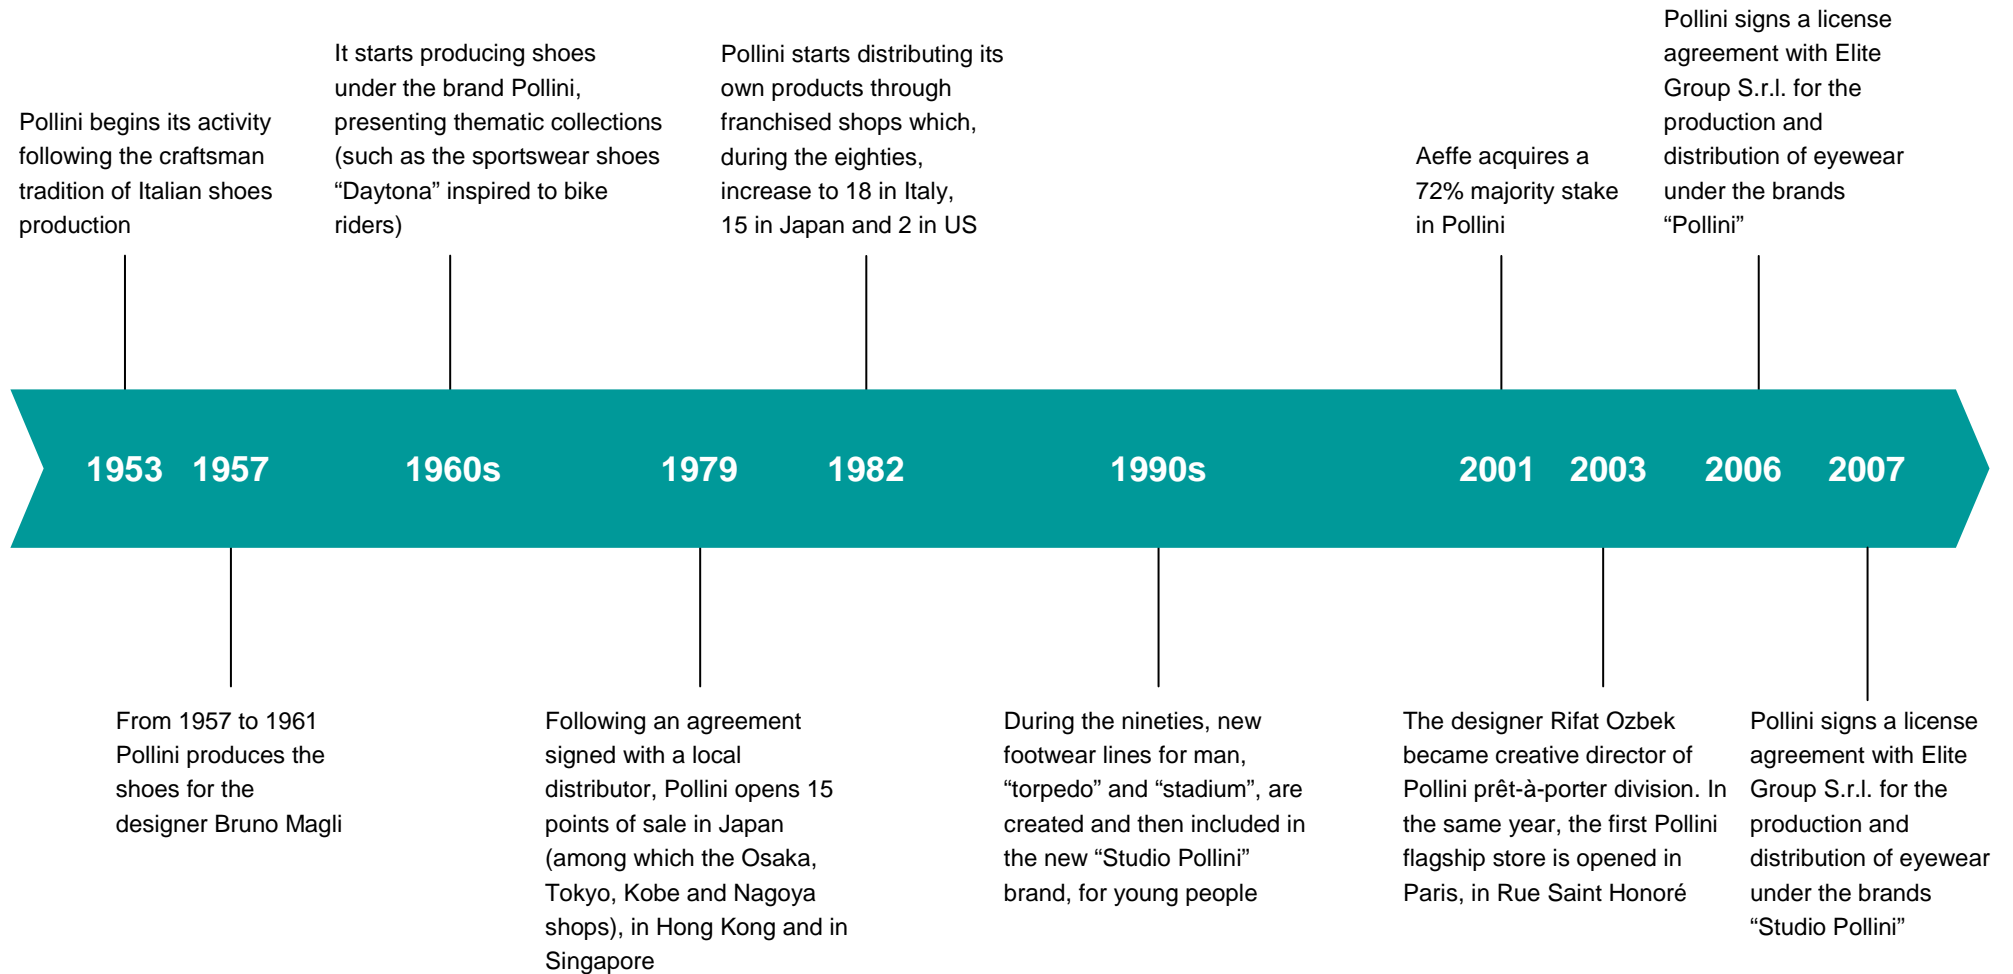 Pollini begins its activity
following the craftsman
tradition of Italian shoes
production
It starts producing shoes
under the brand Pollini,
presenting thematic collections
(such as the sportswear shoes
“Daytona” inspired to bike
riders)
Pollini starts distributing its
own products through
franchised shops which,
during the eighties,
increase to 18 in Italy,
15 in Japan and 2 in US
Aeffe acquires a
72% majority stake
in Pollini
Pollini signs a license
agreement with Elite
Group S.r.l. for the
production and
distribution of eyewear
under the brands
“Pollini”
1953 1957 1960s 1979 1982 1990s 2001 2003 2006 2007
From 1957 to 1961
Pollini produces the
shoes for the
designer Bruno Magli
Following an agreement
signed with a local
distributor, Pollini opens 15
points of sale in Japan
(among which the Osaka,
Tokyo, Kobe and Nagoya
shops), in Hong Kong and in
Singapore
During the nineties, new
footwear lines for man,
“torpedo” and “stadium”, are
created and then included in
the new “Studio Pollini”
brand, for young people
The designer Rifat Ozbek
became creative director of
Pollini prêt-à-porter division. In
the same year, the first Pollini
flagship store is opened in
Paris, in Rue Saint Honoré
Pollini signs a license
agreement with Elite
Group S.r.l. for the
production and
distribution of eyewear
under the brands
“Studio Pollini”